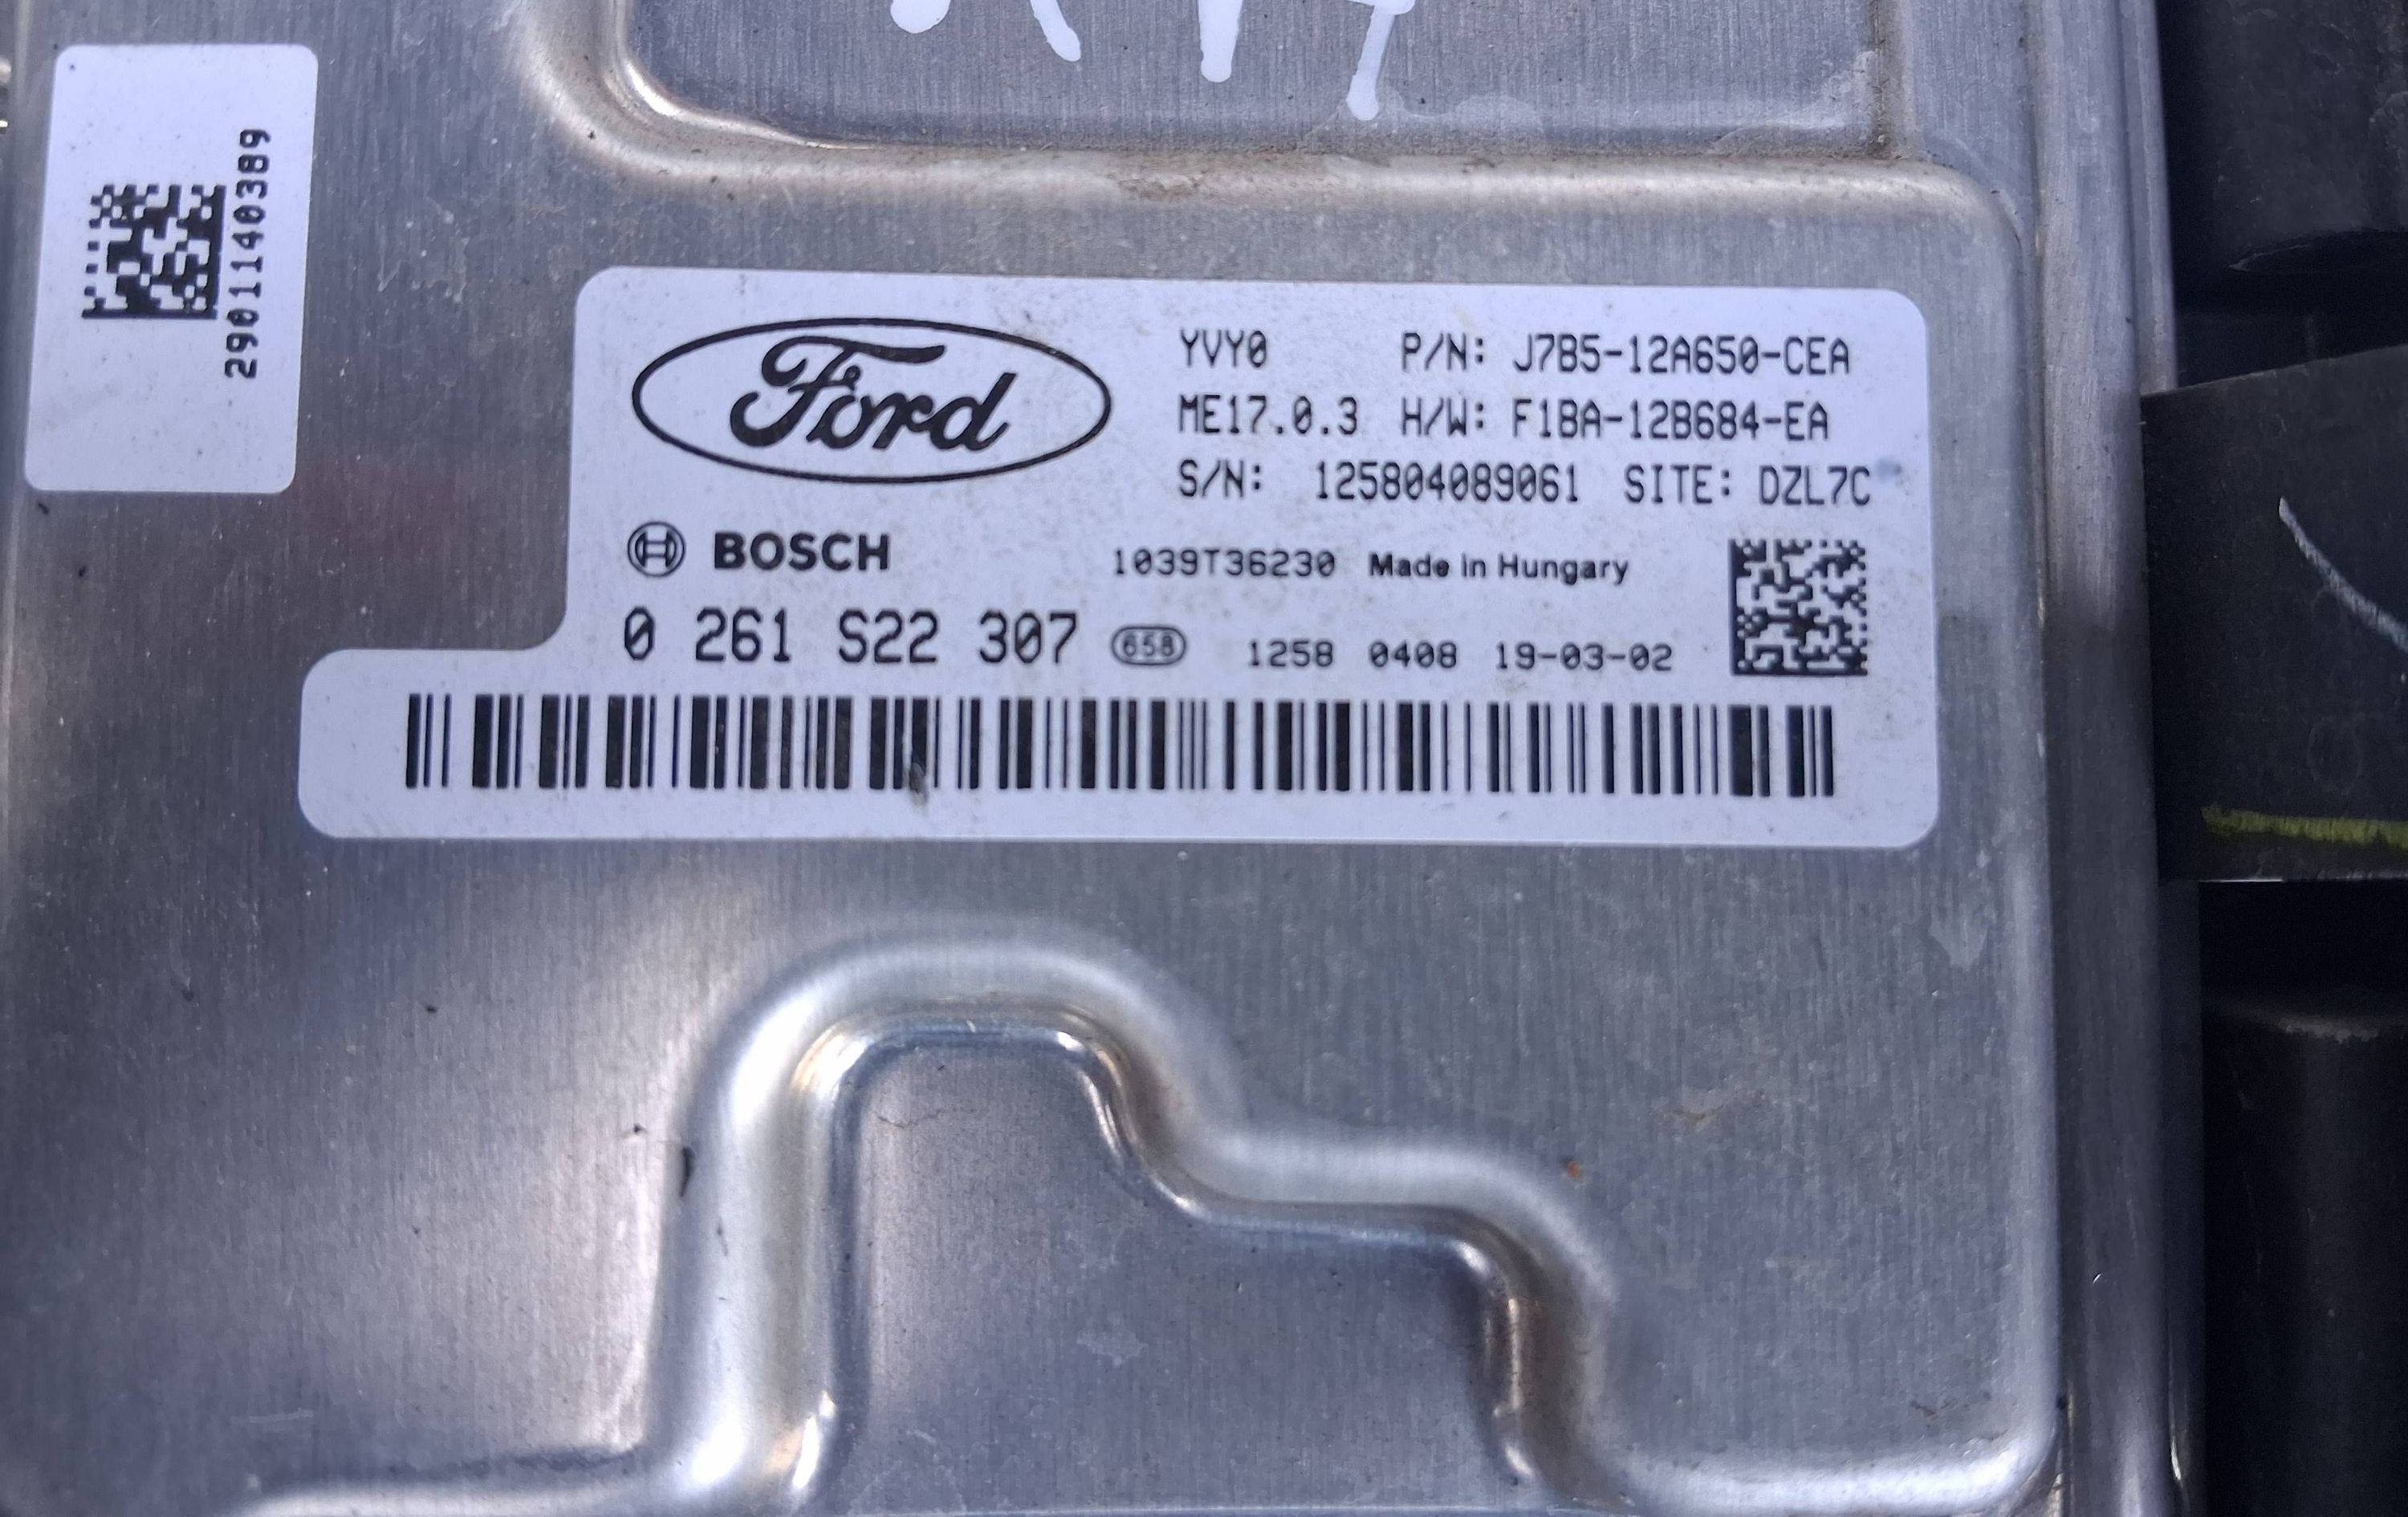 29011140389
Ford
YVY0 P/N: J7B5-12A650-CEA
ME17.0.3 H/W: F1BA-12B684-EA
S/N: 125804089061 SITE: DZL7C
BOSCH 1039T36230 Made in Hungary
0 261 S22 307 658 1258 0408 19-03-02